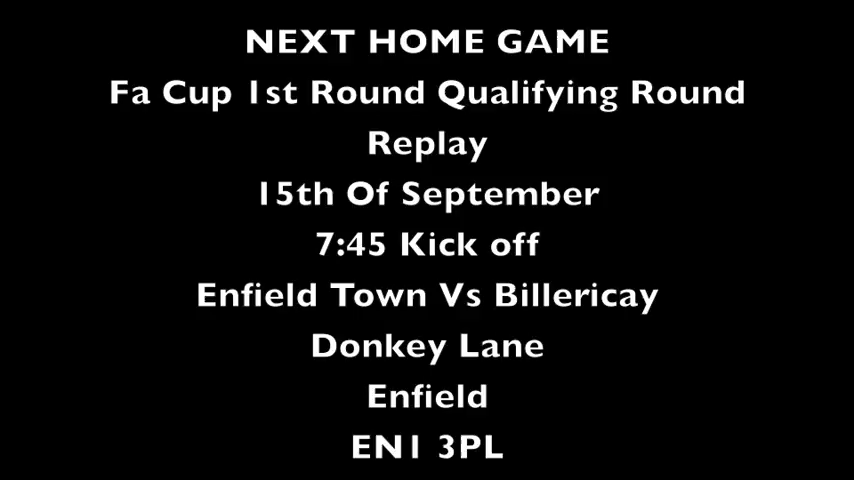 NEXT HOME GAME
Fa Cup 1st Round Qualifying Round
Replay
15th Of September
7:45 Kick off
Enfield Town Vs Billericay
Donkey Lane
Enfield
EN1 3PL